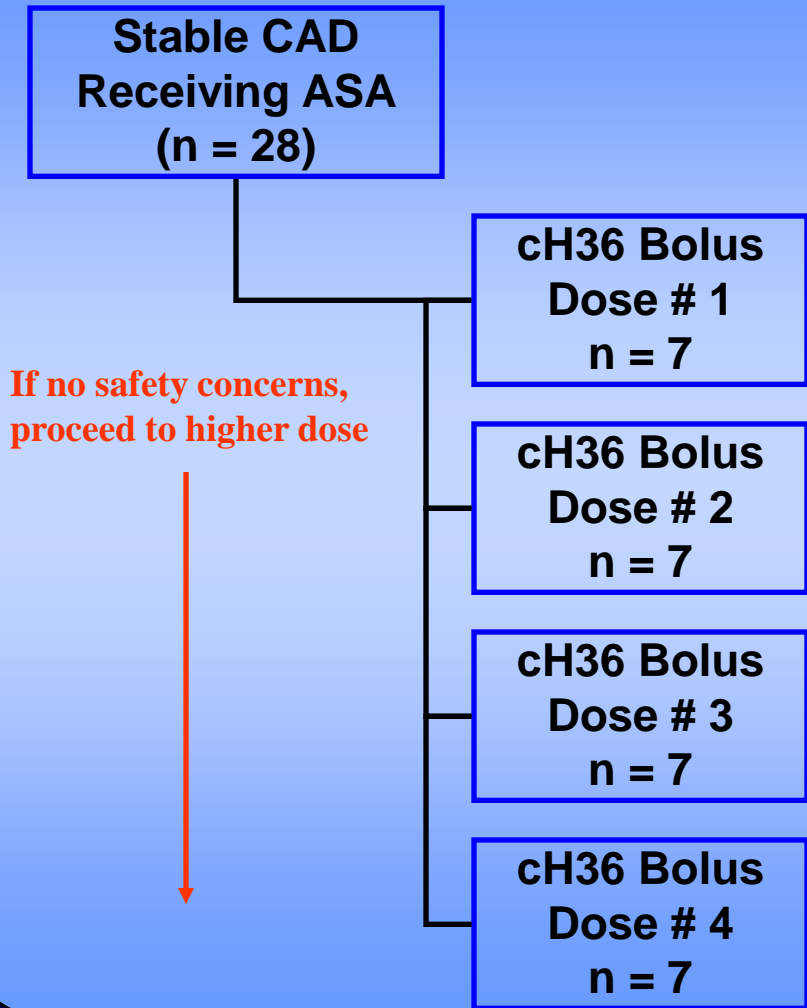 Stable CAD
Receiving ASA
(n = 28)
cH36 Bolus
Dose # 1
n = 7
If no safety concerns,
proceed to higher dose
cH36 Bolus
Dose # 2
n = 7
cH36 Bolus
Dose # 3
n = 7
cH36 Bolus
Dose # 4
n = 7